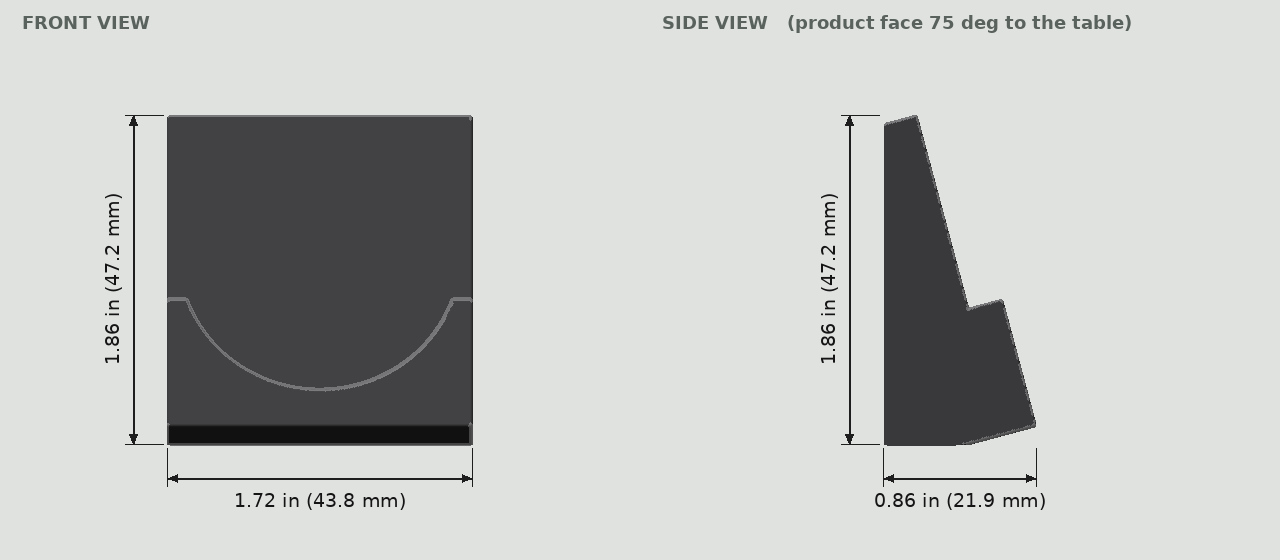 FRONT VIEW
SIDE VIEW (product face 75 deg to the table)
1.86 in (47.2 mm)
1.86 in (47.2 mm)
1.72 in (43.8 mm)
0.86 in (21.9 mm)